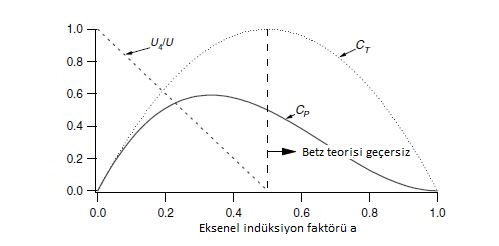 1.0
0.8
0.6
0.4
0.2
0.0
U4/U
CT
CP
Betz teorisi geçersiz
0.0 0.2 0.4 0.6 0.8 1.0
Eksenel indüksiyon faktörü a